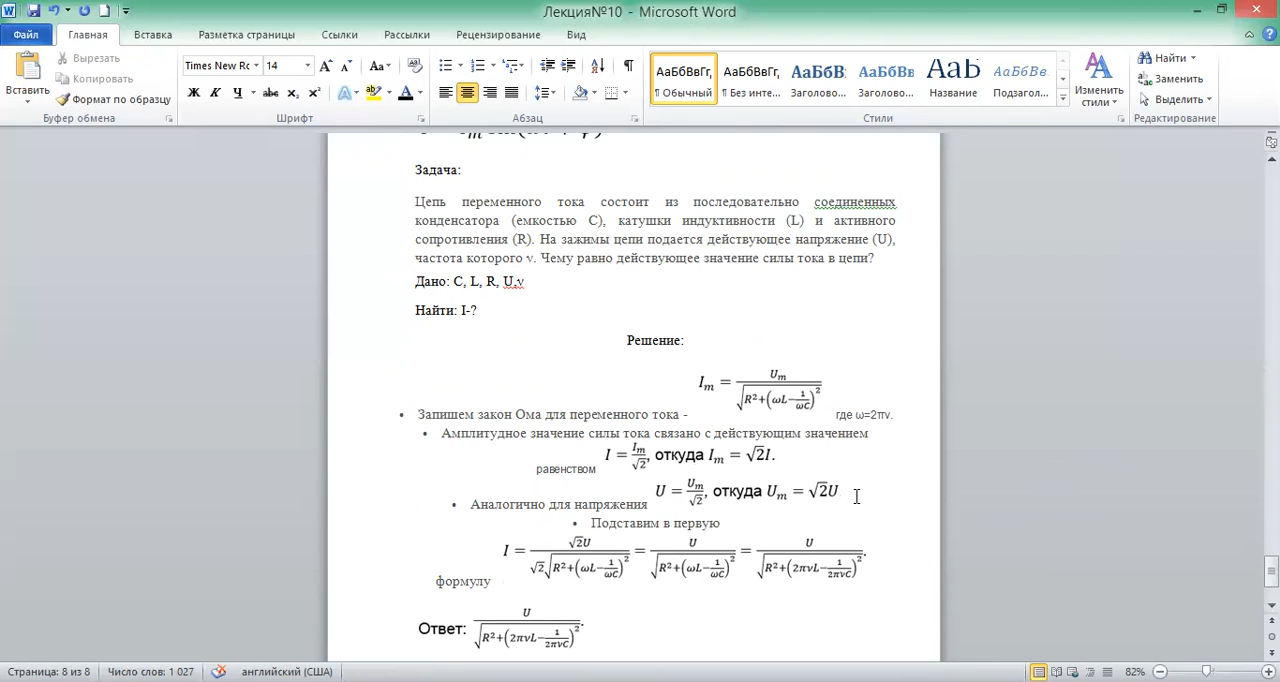 Лекция№10 - Microsoft Word
Файл Главная Вставка Разметка страницы Ссылки Рассылки Рецензирование Вид
Вставить
Вырезать
Копировать
Формат по образцу
Буфер обмена
Times New Rc 14
Ж К Ч abc x₂ x²
Шрифт
Абзац
АаБбВвГг, АаБбВвГг, АаБбВ АаБбВв АаБ АаБбВв
¶ Обычный ¶ Без инте... Заголово... Заголово... Название Подзагол...
Стили
Изменить
стили
Найти
Заменить
Выделить
Редактирование
Задача:
Цепь переменного тока состоит из последовательно соединенных
конденсатора (емкостью С), катушки индуктивности (L) и активного
сопротивления (R). На зажимы цепи подается действующее напряжение (U),
частота которого ν. Чему равно действующее значение силы тока в цепи?
Дано: C, L, R, U,ν
Найти: I-?
Решение:
• Запишем закон Ома для переменного тока - I_m = U_m / √(R²+(ωL−1/ωC)²) где ω=2πν.
• Амплутудное значение силы тока связано с действующим значением
равенством I = I_m/√2, откуда I_m = √2I.
• Аналогично для напряжения U = U_m/√2, откуда U_m = √2U
• Подставим в первую
формулу I = √2U / (√2√(R²+(ωL−1/ωC)²)) = U / √(R²+(ωL−1/ωC)²) = U / √(R²+(2πνL−1/2πνC)²).
Ответ: U / √(R²+(2πνL−1/2πνC)²).
Страница: 8 из 8 Число слов: 1 027 английский (США) 82%